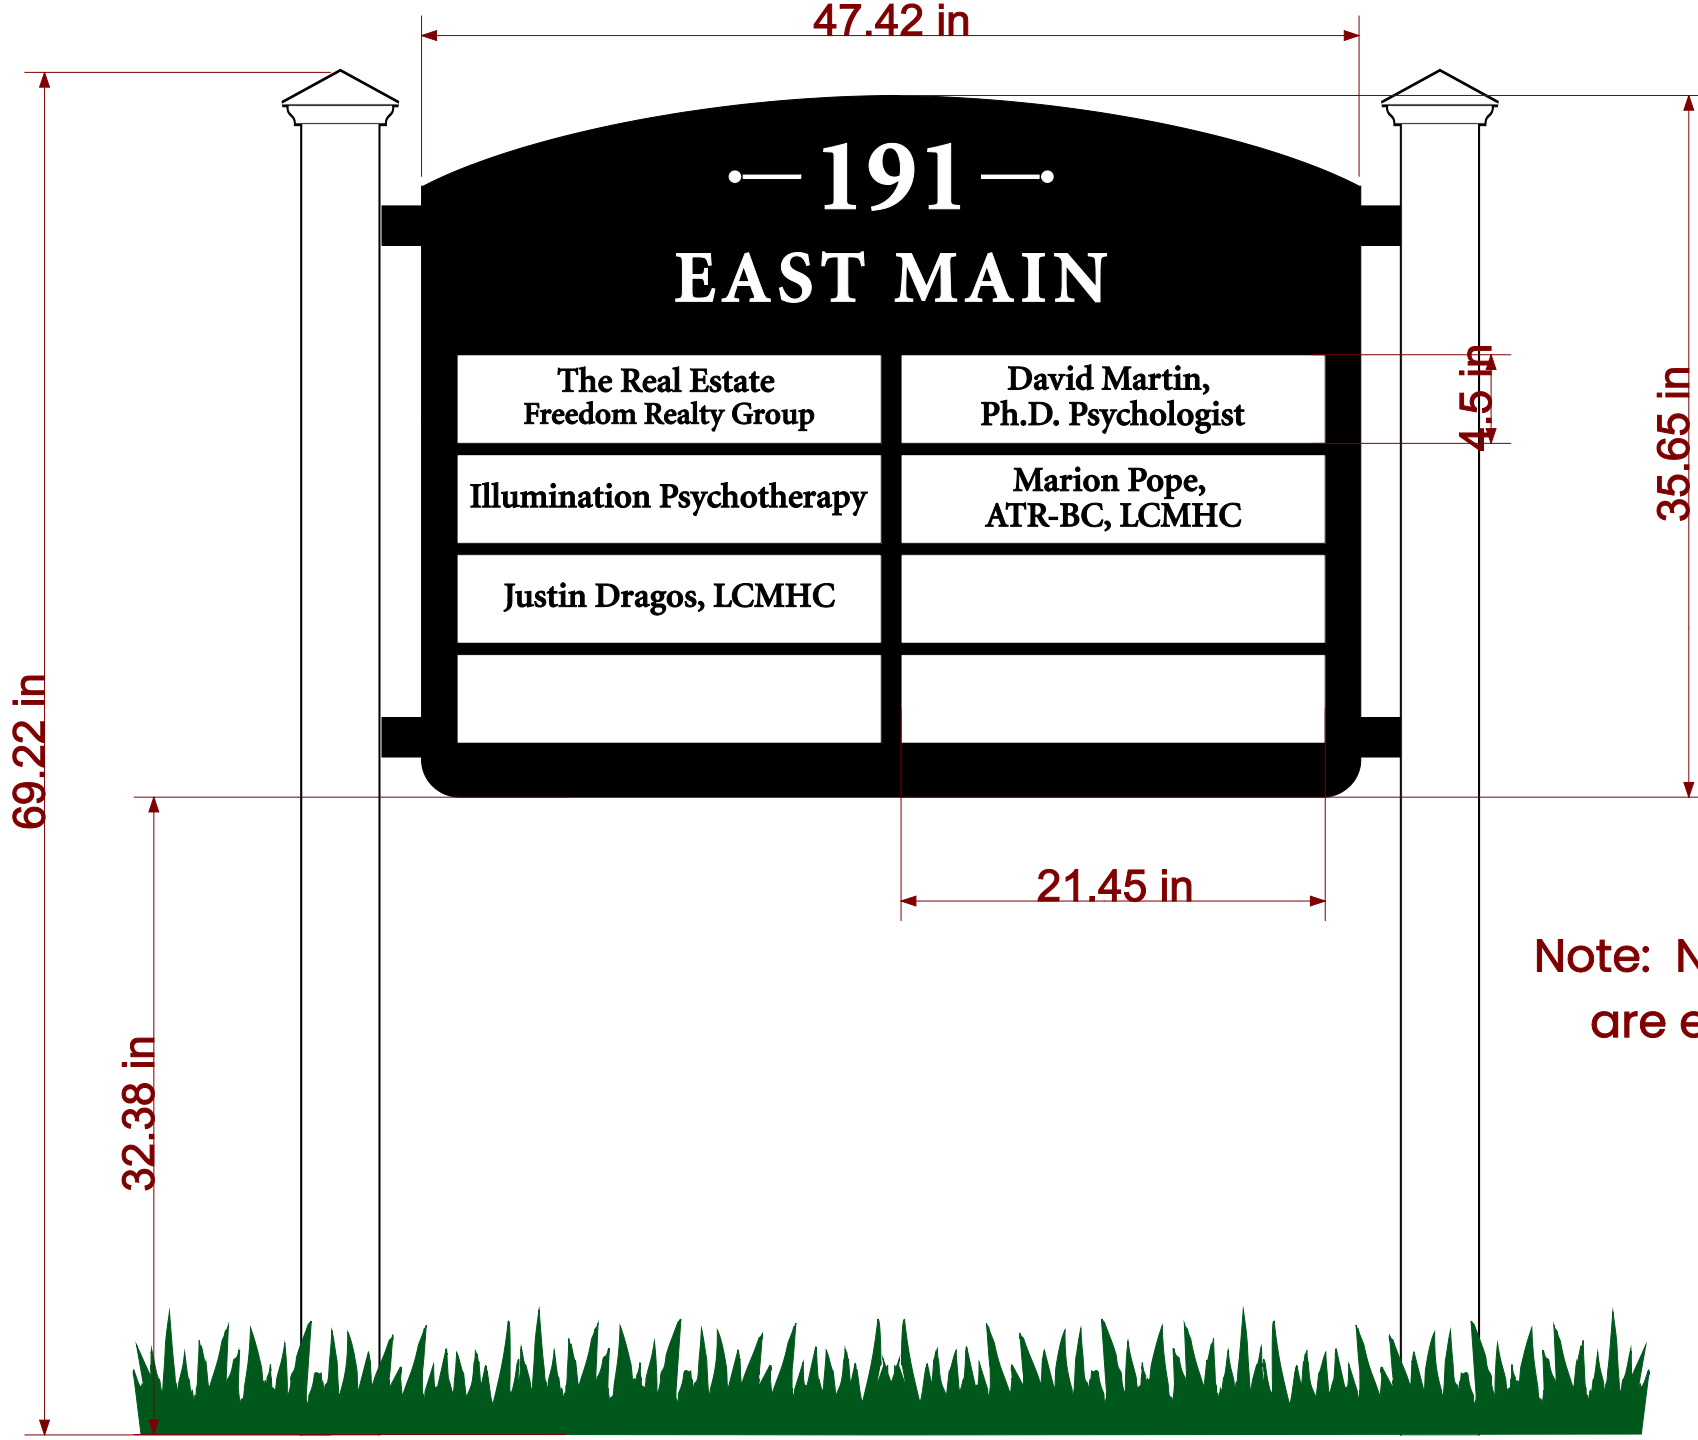 47.42 in
191
EAST MAIN
The Real Estate
Freedom Realty Group
David Martin,
Ph.D. Psychologist
4.5 in
35.65 in
Illumination Psychotherapy
Marion Pope,
ATR-BC, LCMHC
Justin Dragos, LCMHC
69.22 in
21.45 in
32.38 in
Note:
are